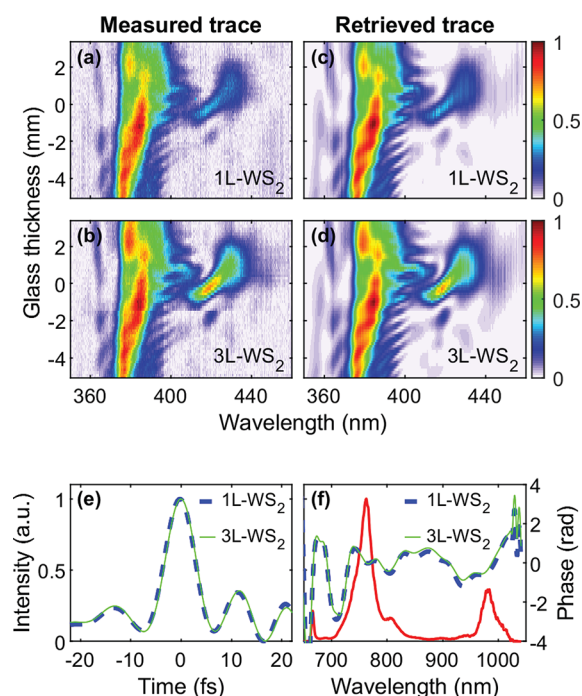 Measured trace
Retrieved trace
(a)
1L-WS2
(c)
1L-WS2
(b)
3L-WS2
(d)
3L-WS2
Glass thickness (mm)
2
0
-2
-4
2
0
-2
-4
1
0.5
0
1
0.5
0
360
400
440
360
400
440
Wavelength (nm)
(e)
1L-WS2
3L-WS2
Intensity (a.u.)
1
0.5
0
-20
-10
0
10
20
Time (fs)
(f)
1L-WS2
3L-WS2
4
2
0
-2
-4
Phase (rad)
700
800
900
1000
Wavelength (nm)